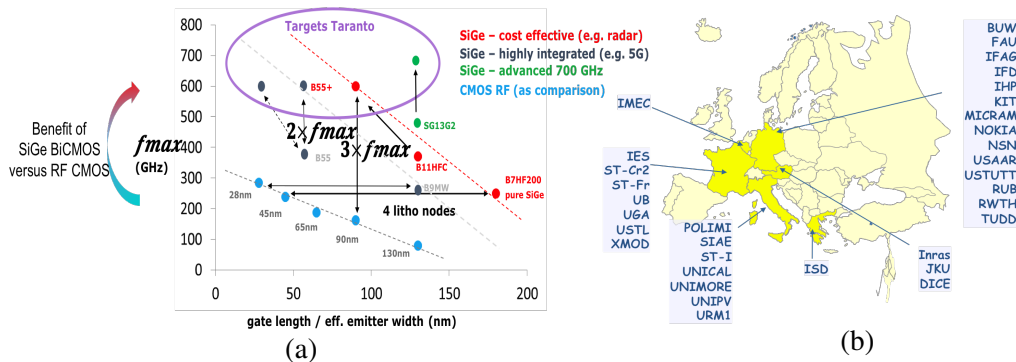 (a)
Targets Taranto
SiGe – cost effective (e.g. radar)
SiGe – highly integrated (e.g. 5G)
SiGe – advanced 700 GHz
CMOS RF (as comparison)
Benefit of
SiGe BiCMOS
versus RF CMOS
fmax
(GHz)
800
700
600
500
400
300
200
100
0
B55+
2× fmax
3× fmax
B55
SG13G2
B11HFC
B9MW
B7HF200
pure SiGe
4 litho nodes
28nm
45nm
65nm
90nm
130nm
0
50
100
150
200
gate length / eff. emitter width (nm)
(a)
IMEC
IES
ST-Cr2
ST-Fr
UB
UGA
USTL
XMOD
POLIMI
SIAE
ST-I
UNICAL
UNIMORE
UNIPV
URM1
ISD
Inras
JKU
DICE
BUW
FAU
IFAG
IFD
IHP
KIT
MICRAM
NOKIA
NSN
USAAR
USTUTT
RUB
RWTH
TUDD
(b)